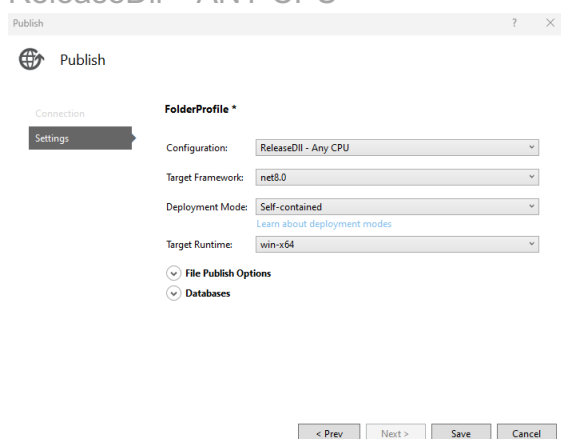 ReleaseDll - ANY CPU
Publish ? ×
Publish
Connection
Settings
FolderProfile *
Configuration: ReleaseDll - Any CPU
Target Framework: net8.0
Deployment Mode: Self-contained
Learn about deployment modes
Target Runtime: win-x64
File Publish Options
Databases
< Prev Next > Save Cancel